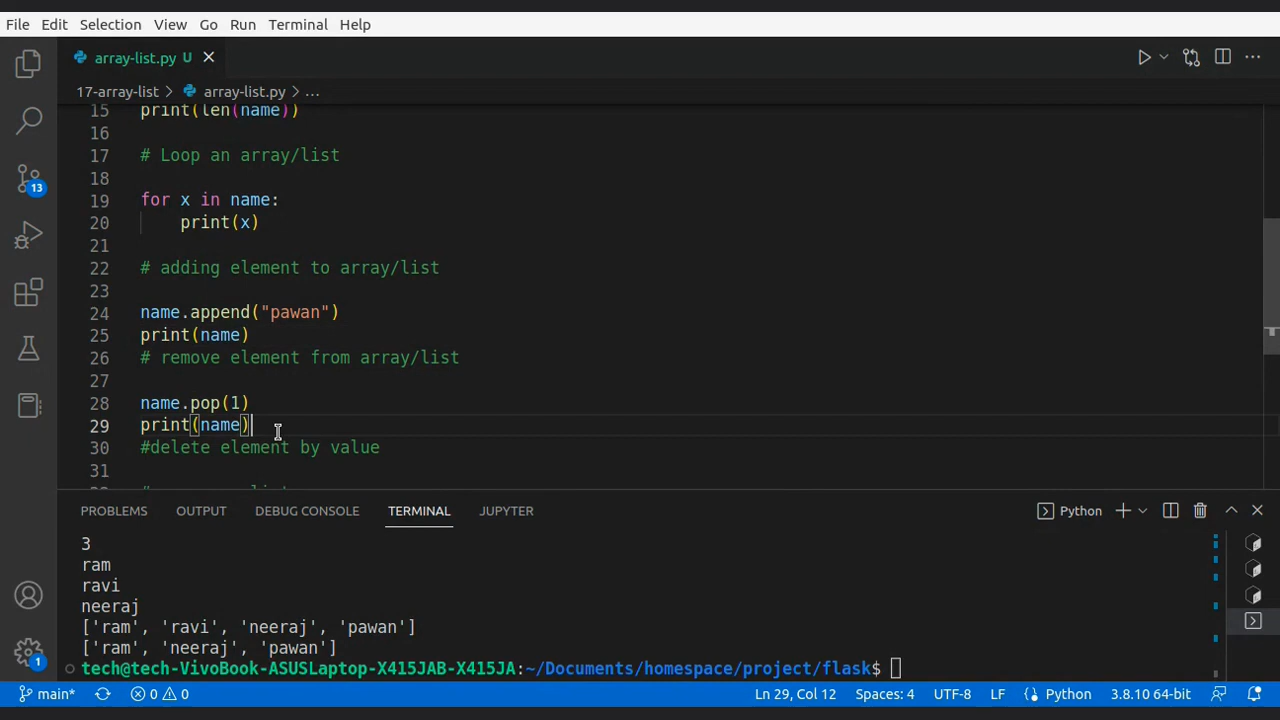 File Edit Selection View Go Run Terminal Help
array-list.py U
17-array-list > array-list.py > ...
15 print(len(name))
16
17 # Loop an array/list
18
19 for x in name:
20 print(x)
21
22 # adding element to array/list
23
24 name.append("pawan")
25 print(name)
26 # remove element from array/list
27
28 name.pop(1)
29 print(name)
30 #delete element by value
31
13
PROBLEMS OUTPUT DEBUG CONSOLE TERMINAL JUPYTER Python
3
ram
ravi
neeraj
['ram', 'ravi', 'neeraj', 'pawan']
['ram', 'neeraj', 'pawan']
tech@tech-VivoBook-ASUSLaptop-X415JAB-X415JA:~/Documents/homespace/project/flask$
1
main* 0 0 Ln 29, Col 12 Spaces: 4 UTF-8 LF Python 3.8.10 64-bit